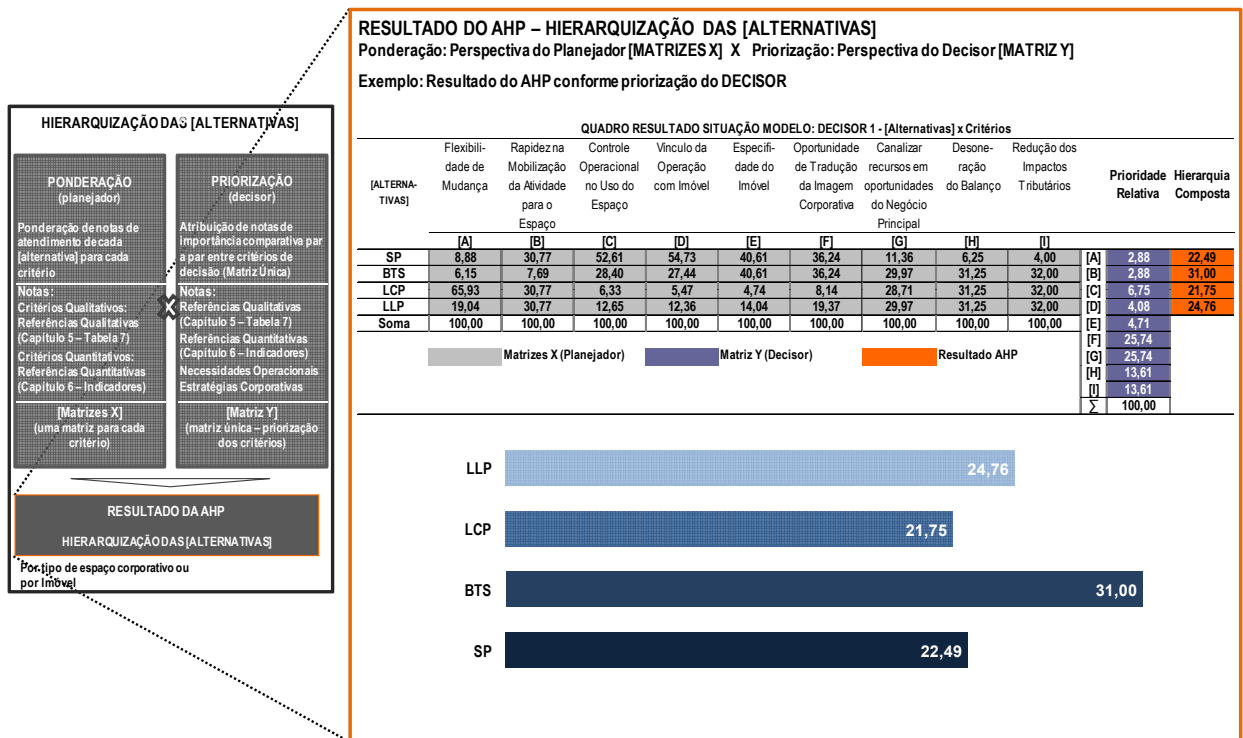 HIERARQUIZAÇÃO DAS [ALTERNATIVAS]
PONDERAÇÃO
(planejador)
Ponderação de notas de
atendimento de cada
[alternativa] para cada
critério
Notas:
Critérios Qualitativos:
Referências Qualitativas
(Capítulo 5 – Tabela 7)
Critérios Quantitativos:
Referências Quantitativas
(Capítulo 6 – Indicadores)
[Matrizes X]
(uma matriz para cada
critério)
X
PRIORIZAÇÃO
(decisor)
Atribuição de notas de
importância comparativa par
a par entre critérios de
decisão (Matriz Única)
Notas:
Referências Qualitativas
(Capítulo 5 – Tabela 7)
Referências Quantitativas
(Capítulo 6 – Indicadores)
Necessidades Operacionais
Estratégias Corporativas
[Matriz Y]
(matriz única – priorização
dos critérios)
RESULTADO DA AHP
HIERARQUIZAÇÃO DAS [ALTERNATIVAS]
Por tipo de espaço corporativo ou
por Imóvel
RESULTADO DO AHP – HIERARQUIZAÇÃO DAS [ALTERNATIVAS]
Ponderação: Perspectiva do Planejador [MATRIZES X] X Priorização: Perspectiva do Decisor [MATRIZ Y]
Exemplo: Resultado do AHP conforme priorização do DECISOR
QUADRO RESULTADO SITUAÇÃO MODELO: DECISOR 1 - [Alternativas] x Critérios
Flexibili- Rapidez na Controle Vinculo da Especifi- Oportunidade Canalizar Desone- Redução dos
dade de Mobilização Operacional Operação cidade do de Tradução recursos em ração Impactos
[ALTERNA- Mudança da Atividade no Uso do com Imóvel Imóvel da Imagem oportunidades do Balanço Tributários Prioridade Hierarquia
TIVAS] para o Espaço Corporativa do Negócio Relativa Composta
Espaço Principal
[A] [B] [C] [D] [E] [F] [G] [H] [I]
SP 8,88 30,77 52,61 54,73 40,61 36,24 11,36 6,25 4,00 [A] 2,88 22,49
BTS 6,15 7,69 28,40 27,44 40,61 36,24 29,97 31,25 32,00 [B] 2,88 31,00
LCP 65,93 30,77 6,33 5,47 4,74 8,14 28,71 31,25 32,00 [C] 6,75 21,75
LLP 19,04 30,77 12,65 12,36 14,04 19,37 29,97 31,25 32,00 [D] 4,08 24,76
Soma 100,00 100,00 100,00 100,00 100,00 100,00 100,00 100,00 100,00 [E] 4,71
[F] 25,74
Matrizes X (Planejador) Matriz Y (Decisor) Resultado AHP [G] 25,74
[H] 13,61
[I] 13,61
∑ 100,00
LLP 24,76
LCP 21,75
BTS 31,00
SP 22,49